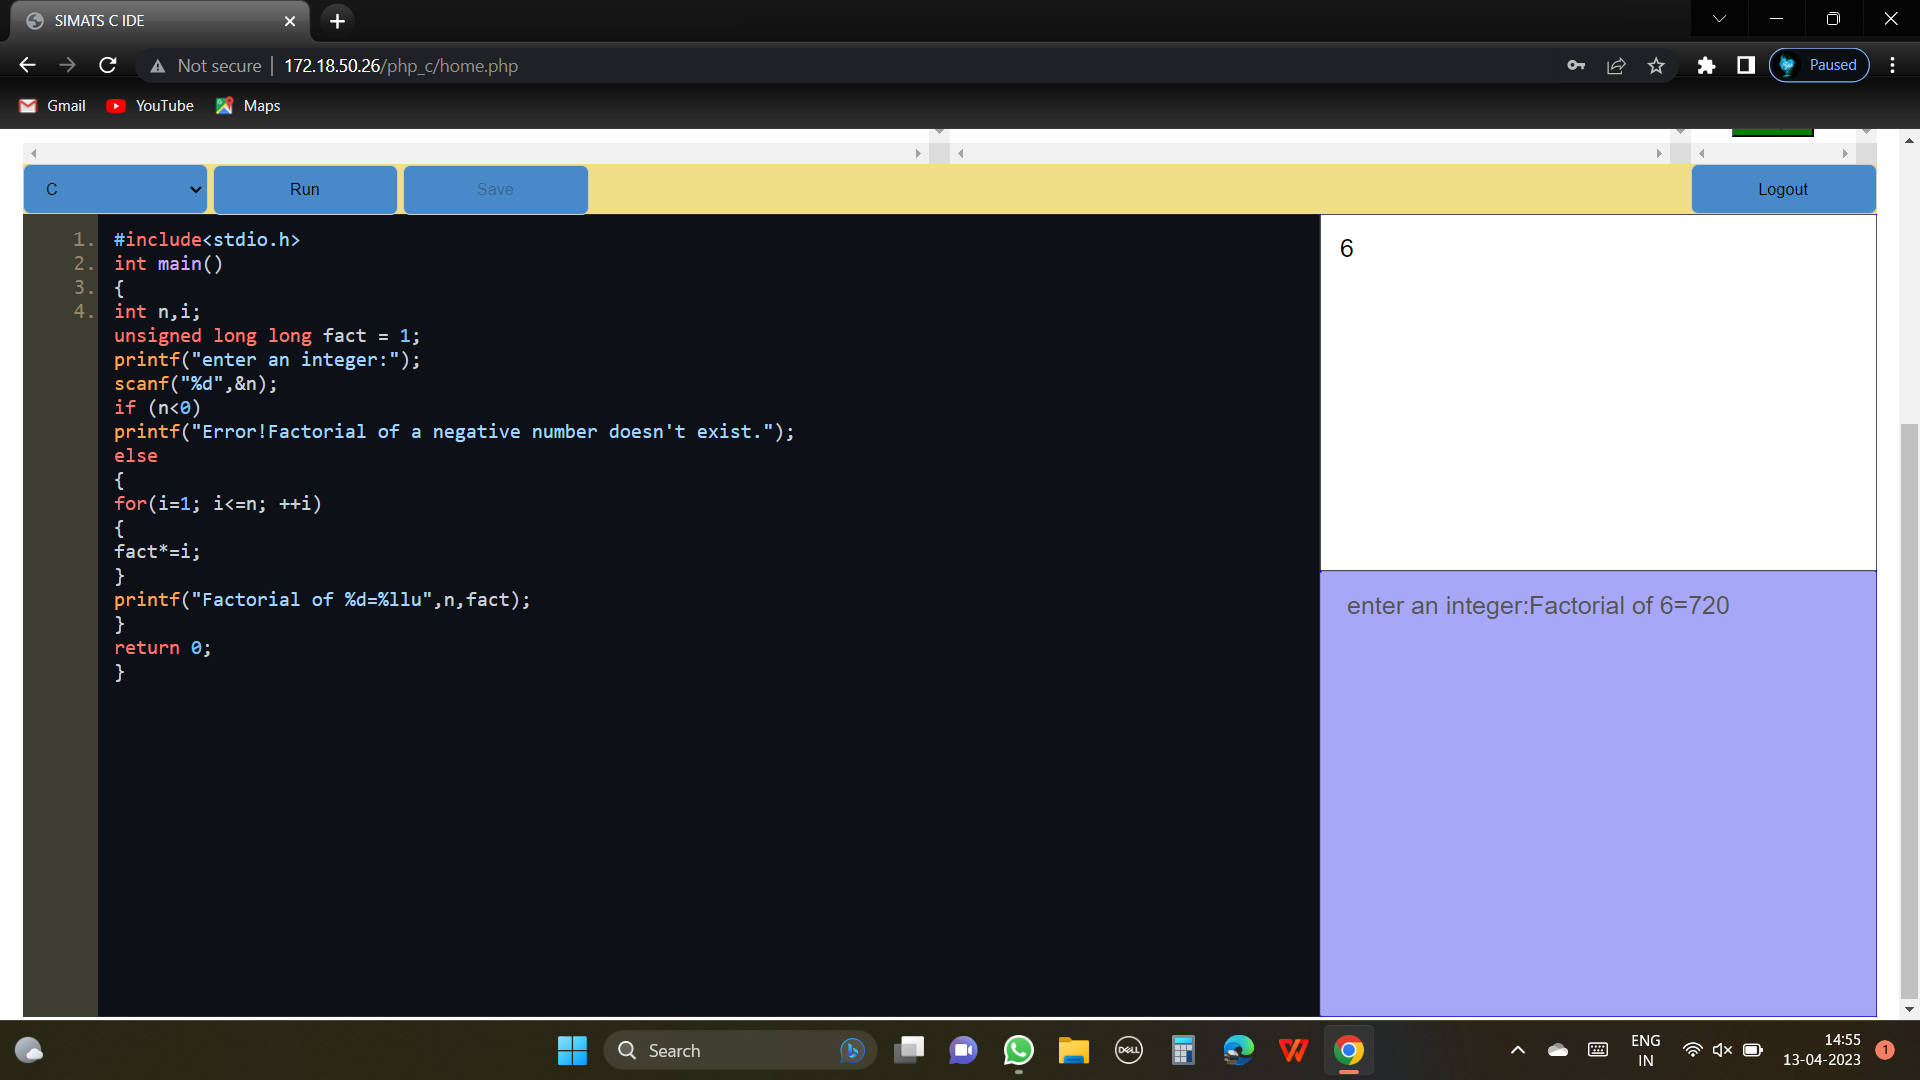 SIMATS C IDE
Not secure
172.18.50.26/php_c/home.php
Paused
Gmail
YouTube
Maps
C
Run
Save
Logout
1. #include<stdio.h>
2. int main()
3. {
4. int n,i;
unsigned long long fact = 1;
printf("enter an integer:");
scanf("%d",&n);
if (n<0)
printf("Error!Factorial of a negative number doesn't exist.");
else
{
for(i=1; i<=n; ++i)
{
fact*=i;
}
printf("Factorial of %d=%llu",n,fact);
}
return 0;
}
6
enter an integer:Factorial of 6=720
Search
DELL
ENG
IN
14:55
13-04-2023
1